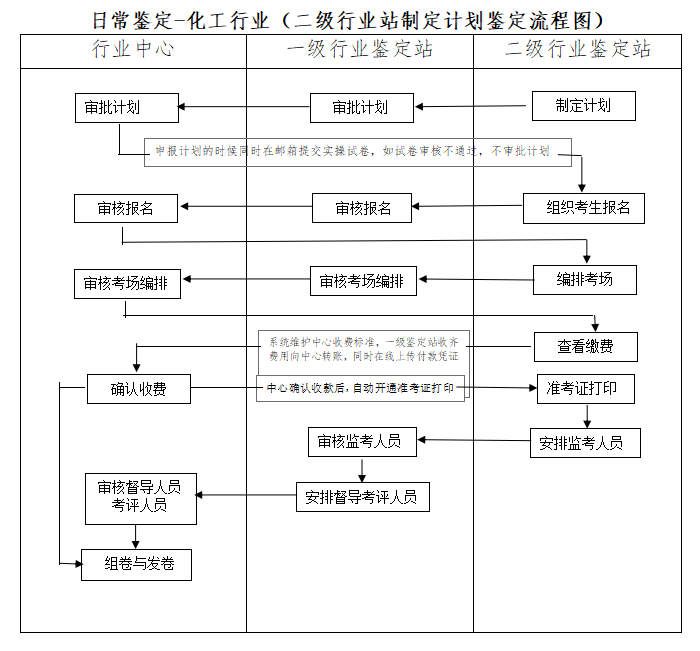 日常鉴定-化工行业（二级行业站制定计划鉴定流程图）
行业中心
一级行业鉴定站
二级行业鉴定站
审批计划
审批计划
制定计划
申报计划的时候同时在邮箱提交实操试卷，如试卷审核不通过，不审批计划
审核报名
审核报名
组织考生报名
审核考场编排
审核考场编排
编排考场
系统维护中心收费标准，一级鉴定站收齐
费用向中心转账，同时在线上传付款凭证
查看缴费
确认收费
中心确认收款后，自动开通准考证打印
准考证打印
审核监考人员
安排监考人员
审核督导人员
考评人员
安排督导考评人员
组卷与发卷